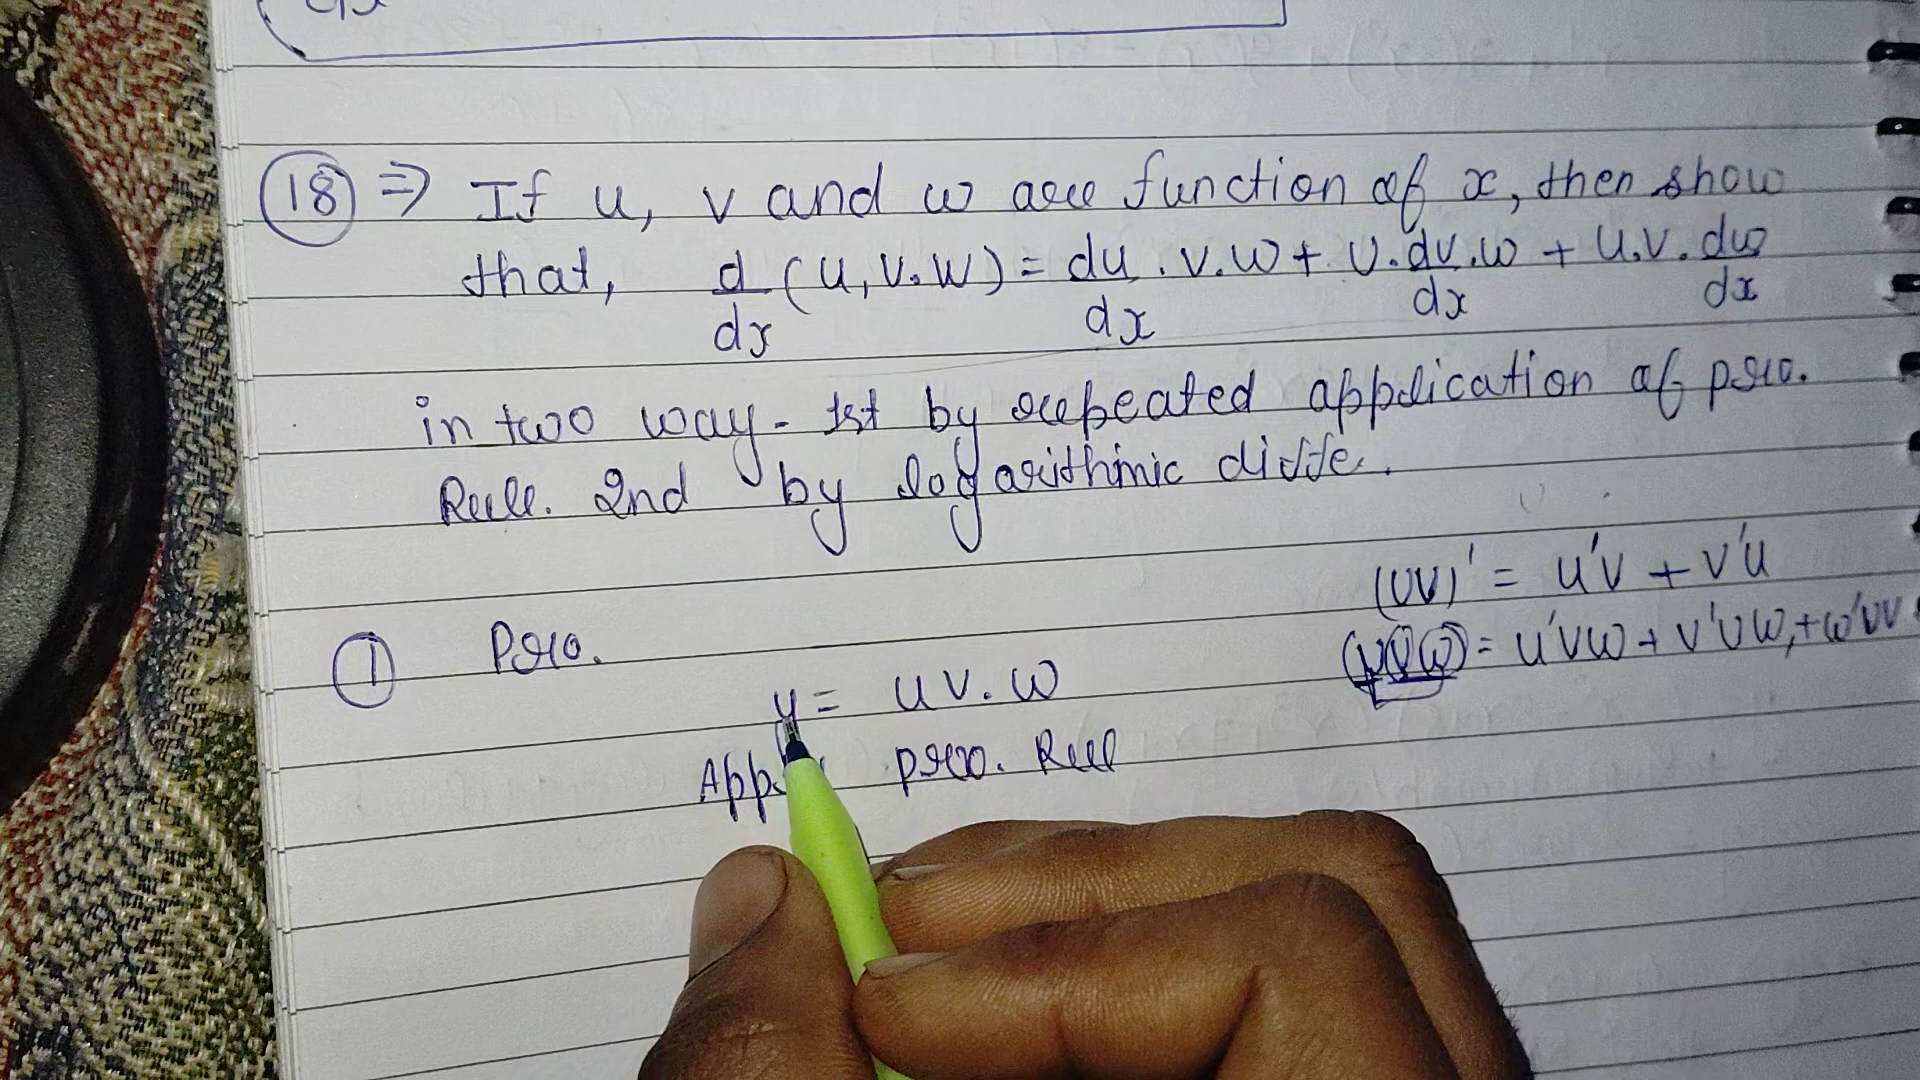 18 ⇒ If u, v and w are function of x, then show
that, d/dx (u, v. w) = du/dx . v. w + u. dv/dx . w + u. v. dw/dx
in two way - 1st by repeated application of pro.
Rule. 2nd by logarithmic diffe.
(uv)' = u'v + v'u
① Pro.
(uvw) = u'vw + v'uw + w'uv
y = uv. w
pro. Rule